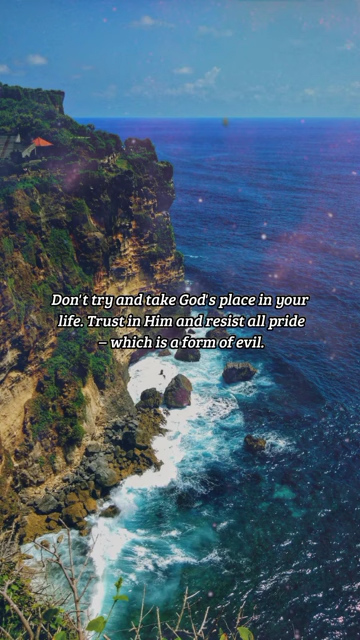 Don't try and take God's place in your
life. Trust in Him and resist all pride
– which is a form of evil.